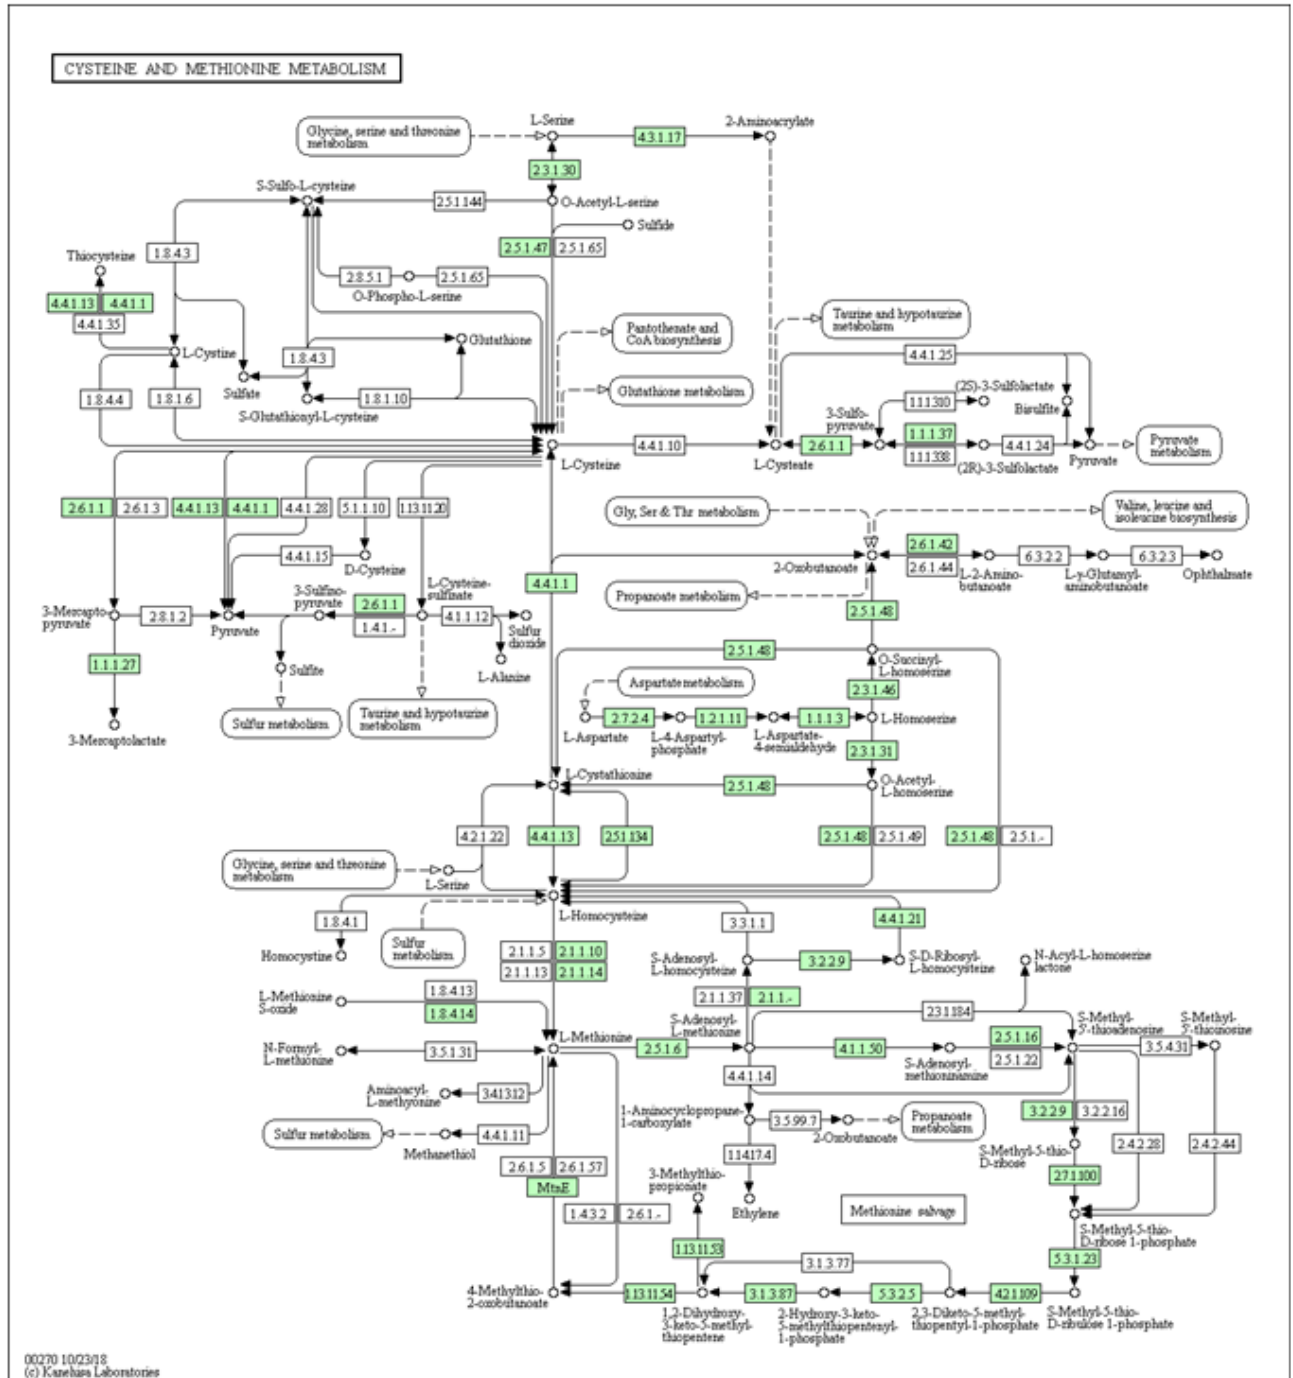 CYSTEINE AND METHIONINE METABOLISM
Glycine, serine and threonine
metabolism
L-Serine
4.3.1.17
2-Aminoacrylate
2.3.1.30
S-Sulfo-L-cysteine
2.5.1.144
O-Acetyl-L-serine
Sulfide
1.8.4.3
2.5.1.47
2.5.1.65
Thiocysteine
2.8.5.1
2.5.1.65
O-Phospho-L-serine
4.4.1.13
4.4.1.1
4.4.1.35
Pantothenate and
CoA biosynthesis
Taurine and hypotaurine
metabolism
L-Cystine
1.8.4.3
Glutathione
4.4.1.25
Sulfate
1.8.4.4
1.8.1.6
1.8.1.10
S-Glutathionyl-L-cysteine
Glutathione metabolism
(2S)-3-Sulfolactate
1.1.1.310
Bisulfite
3-Sulfo-
pyruvate
1.1.1.37
1.1.1.338
4.4.1.10
2.6.1.1
4.4.1.24
Pyruvate
metabolism
L-Cysteine
L-Cysteate
(2R)-3-Sulfolactate
Pyruvate
2.6.1.1
2.6.1.3
4.4.1.13
4.4.1.1
4.4.1.28
5.1.1.10
1.13.11.20
Gly, Ser & Thr metabolism
Valine, leucine and
isoleucine biosynthesis
4.4.1.15
D-Cysteine
2.6.1.42
2.6.1.44
6.3.2.2
6.3.2.3
2-Oxobutanoate
L-2-Amino-
butanoate
L-γ-Glutamyl-
aminobutanoate
Ophthalmate
4.4.1.1
Propanoate metabolism
3-Mercapto-
pyruvate
2.8.1.2
Pyruvate
3-Sulfino-
pyruvate
2.6.1.1
1.4.1.-
L-Cysteine-
sulfinate
4.1.1.12
Sulfur
dioxide
2.5.1.48
1.1.1.27
Sulfite
L-Alanine
2.5.1.48
O-Succinyl-
L-homoserine
Aspartate metabolism
2.3.1.46
Sulfur metabolism
Taurine and hypotaurine
metabolism
3-Mercaptolactate
2.7.2.4
1.2.1.11
1.1.1.3
L-Homoserine
L-Aspartate
L-4-Aspartyl-
phosphate
L-Aspartate-
4-semialdehyde
2.3.1.31
L-Cystathionine
2.5.1.48
O-Acetyl-
L-homoserine
4.2.1.22
4.4.1.13
2.5.1.134
2.5.1.48
2.5.1.49
2.5.1.48
2.5.1.-
Glycine, serine and threonine
metabolism
L-Serine
L-Homocysteine
1.8.4.1
Sulfur
metabolism
3.3.1.1
4.4.1.21
Homocystine
2.1.1.5
2.1.1.10
2.1.1.13
2.1.1.14
S-Adenosyl-
L-homocysteine
3.2.2.9
S-D-Ribosyl-
L-homocysteine
N-Acyl-L-homoserine
lactone
L-Methionine
S-oxide
1.8.4.13
1.8.4.14
2.1.1.37
2.1.1.-
2.3.1.184
L-Methionine
S-Adenosyl-
L-methionine
S-Methyl-
5'-thioadenosine
S-Methyl-
5'-thioinosine
N-Formyl-
L-methionine
3.5.1.31
2.5.1.6
4.1.1.50
S-Adenosyl-
methioninamine
2.5.1.16
2.5.1.22
3.5.4.31
4.4.1.14
Aminoacyl-
L-methyonine
3.4.13.12
1-Aminocyclopropane-
1-carboxylate
3.5.99.7
2-Oxobutanoate
Propanoate
metabolism
3.2.2.9
3.2.2.16
Sulfur metabolism
Methanethiol
4.4.1.11
1.14.17.4
S-Methyl-5-thio-
D-ribose
2.4.2.28
2.4.2.44
2.6.1.5
2.6.1.57
MtnE
3-Methylthio-
propionate
2.7.1.100
Ethylene
1.4.3.2
2.6.1.-
Methionine salvage
S-Methyl-5-thio-
D-ribose 1-phosphate
1.13.11.53
3.1.3.77
5.3.1.23
4-Methylthio-
2-oxobutanoate
1.13.11.54
3.1.3.87
5.3.2.5
4.2.1.109
1,2-Dihydroxy-
3-keto-5-methyl-
thiopentene
2-Hydroxy-3-keto-
5-methylthiopentenyl-
1-phosphate
2,3-Diketo-5-methyl-
thiopentyl-1-phosphate
S-Methyl-5-thio-
D-ribulose 1-phosphate
00270 10/23/18
(c) Kanehisa Laboratories